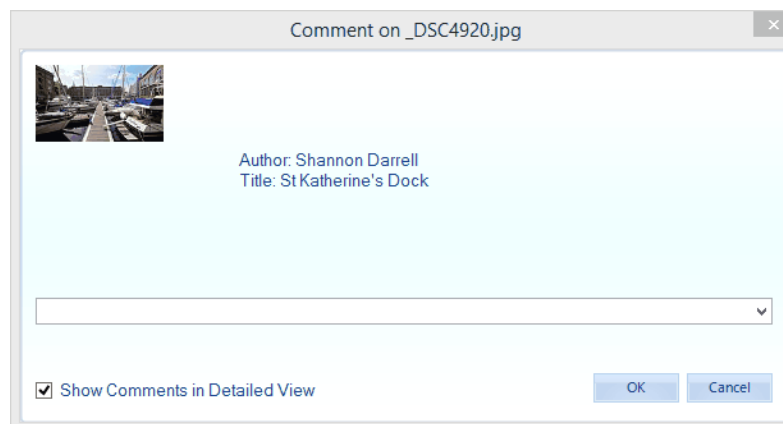 Comment on _DSC4920.jpg
Author: Shannon Darrell
Title: St Katherine's Dock
Show Comments in Detailed View
OK
Cancel